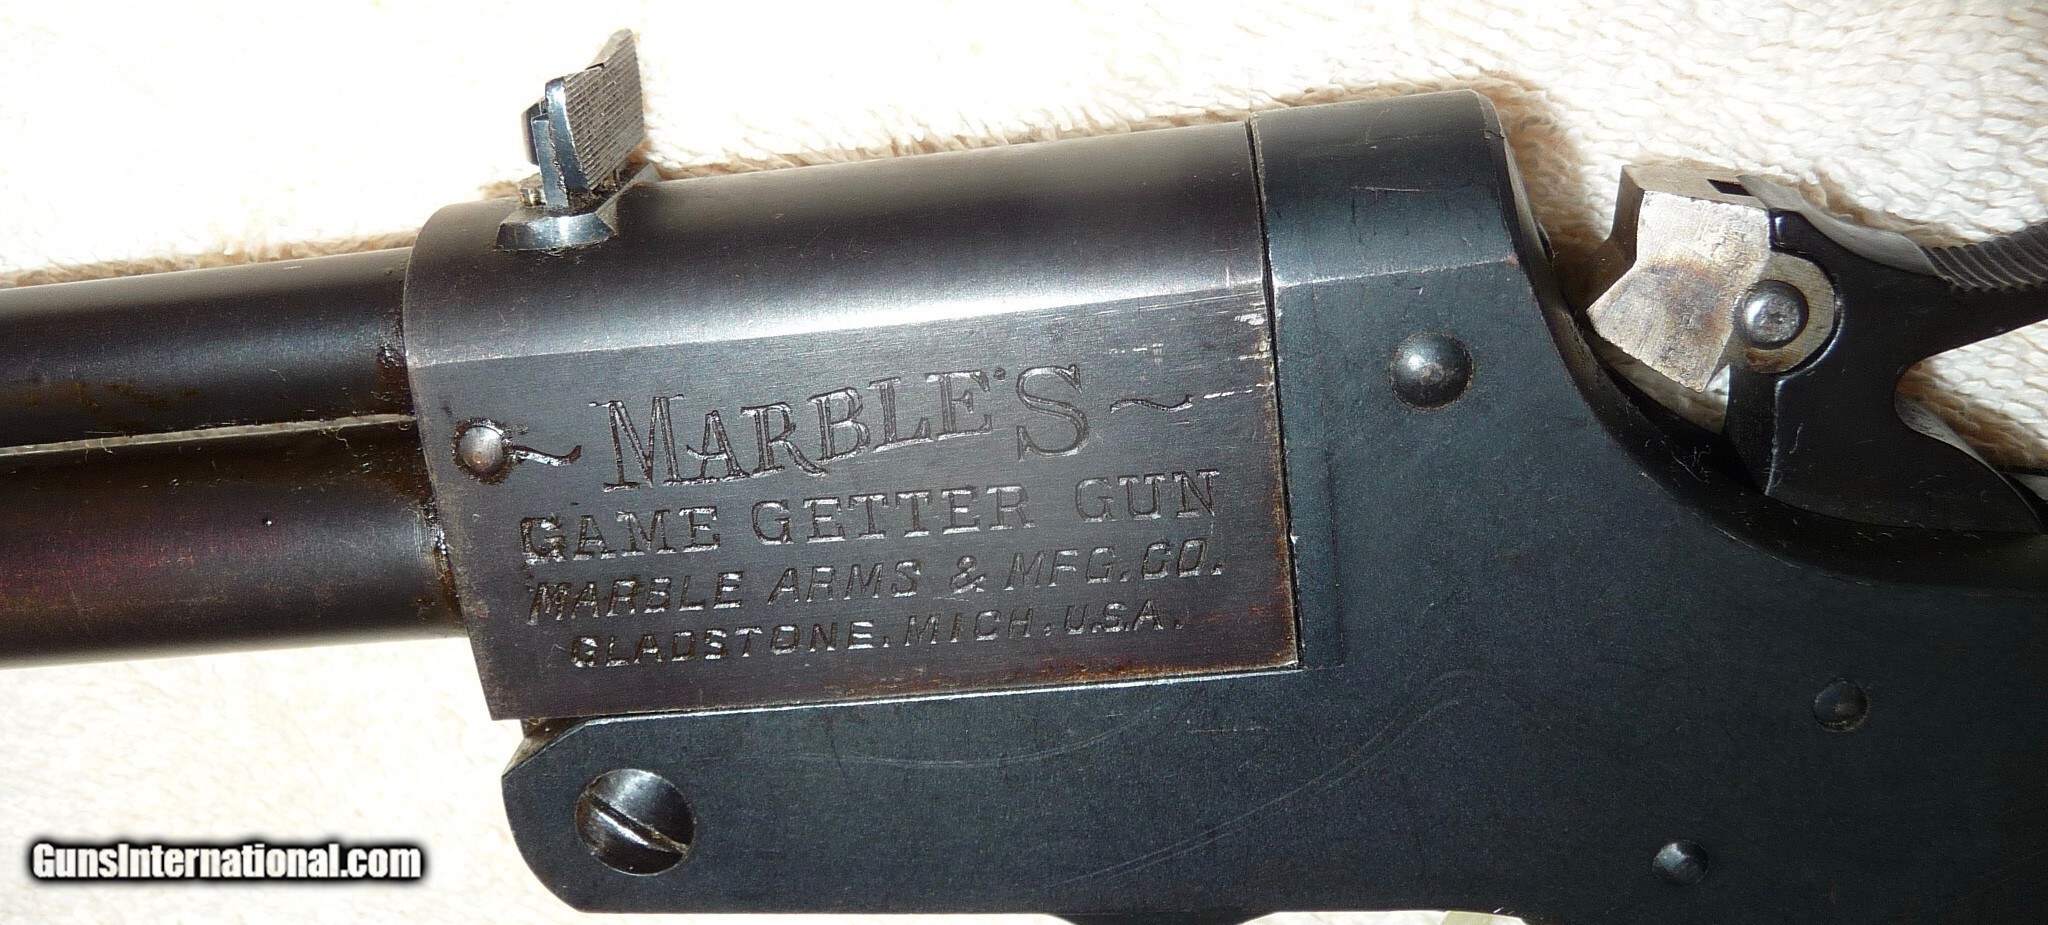 MARBLE'S
GAME GETTER GUN
MARBLE ARMS & MFG. CO.
GLADSTONE, MICH. U.S.A.
GunsInternational.com